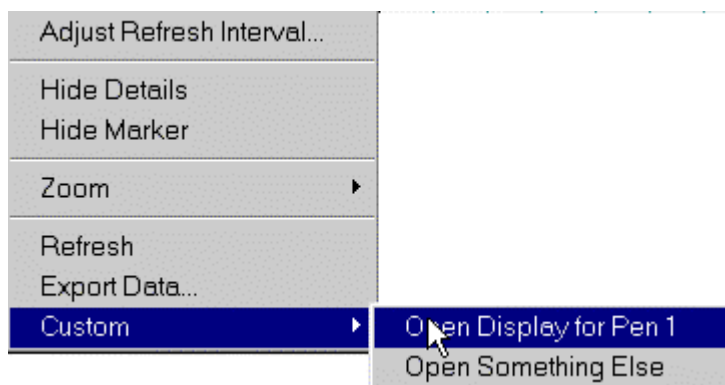 Adjust Refresh Interval...
Hide Details
Hide Marker
Zoom
Refresh
Export Data...
Custom
Open Display for Pen 1
Open Something Else